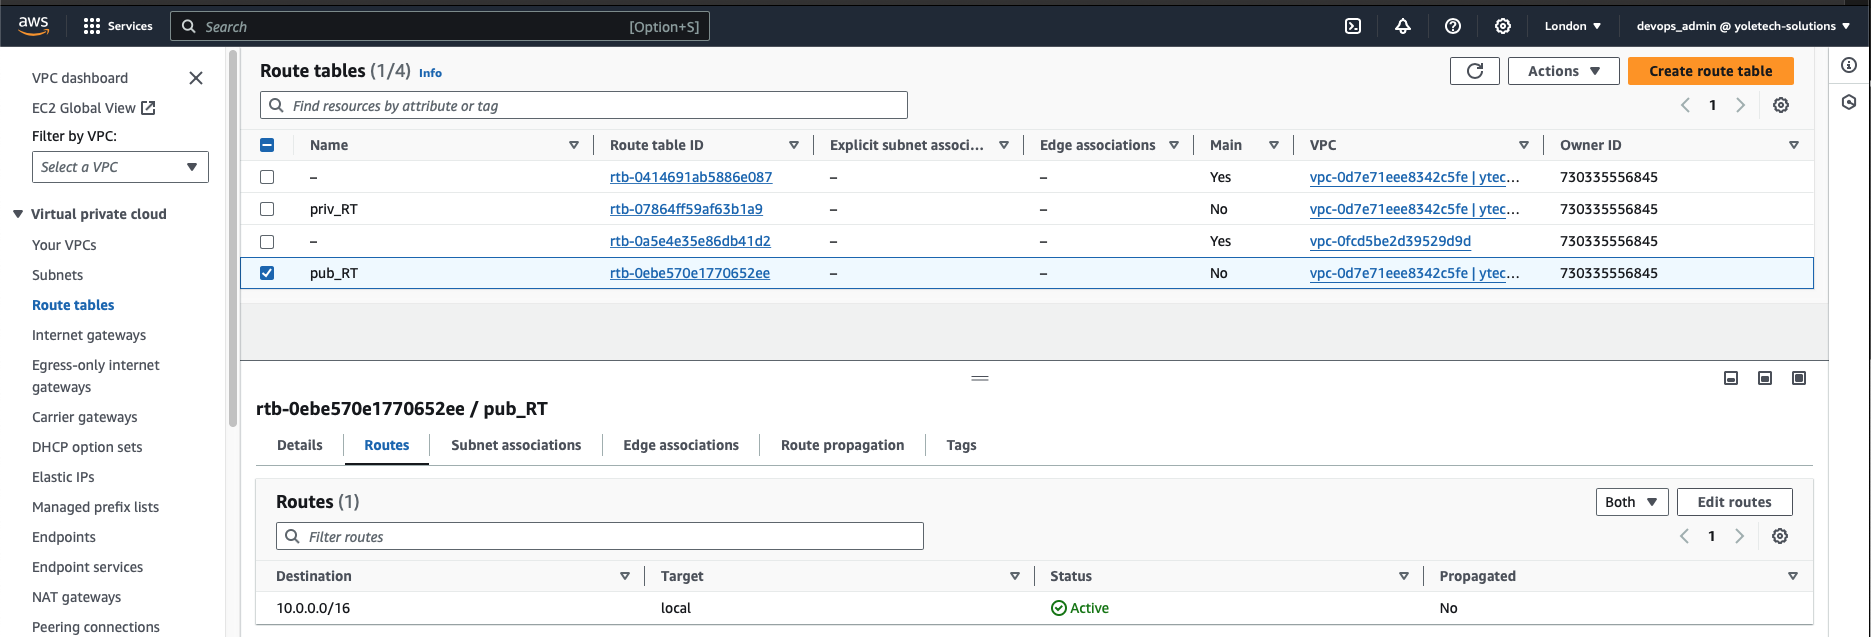 aws
Services
Search [Option+S]
London
devops_admin @ yoletech-solutions
VPC dashboard
EC2 Global View
Filter by VPC:
Select a VPC
Virtual private cloud
Your VPCs
Subnets
Route tables
Internet gateways
Egress-only internet
gateways
Carrier gateways
DHCP option sets
Elastic IPs
Managed prefix lists
Endpoints
Endpoint services
NAT gateways
Peering connections
Route tables (1/4) Info
Actions
Create route table
Find resources by attribute or tag
1
Name Route table ID Explicit subnet associ... Edge associations Main VPC Owner ID
– rtb-0414691ab5886e087 – – Yes vpc-0d7e71eee8342c5fe | ytec... 730335556845
priv_RT rtb-07864ff59af63b1a9 – – No vpc-0d7e71eee8342c5fe | ytec... 730335556845
– rtb-0a5e4e35e86db41d2 – – Yes vpc-0fcd5be2d39529d9d 730335556845
pub_RT rtb-0ebe570e1770652ee – – No vpc-0d7e71eee8342c5fe | ytec... 730335556845
rtb-0ebe570e1770652ee / pub_RT
Details Routes Subnet associations Edge associations Route propagation Tags
Routes (1)
Both
Edit routes
Filter routes
1
Destination Target Status Propagated
10.0.0.0/16 local Active No